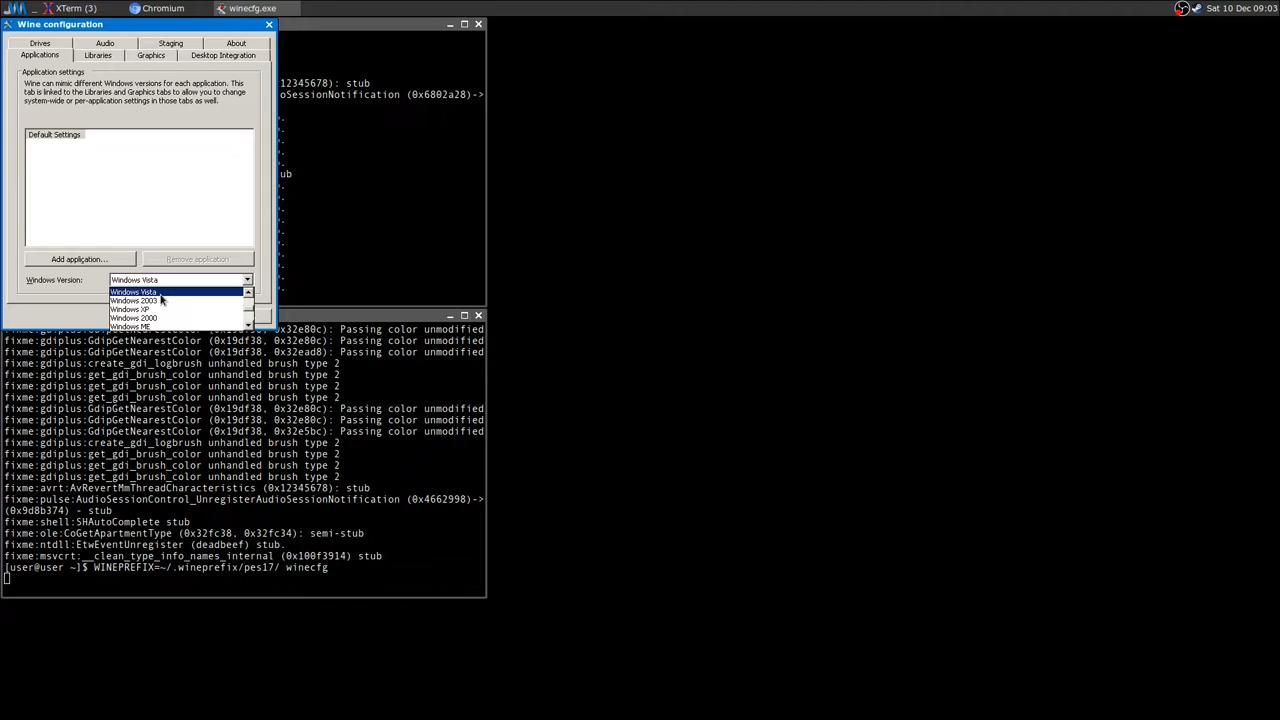 XTerm (3)
Chromium
winecfg.exe
Sat 10 Dec 09:03
Wine configuration
Drives
Audio
Staging
About
Applications
Libraries
Graphics
Desktop Integration
Application settings
Wine can mimic different Windows versions for each application. This
tab is linked to the Libraries and Graphics tabs to allow you to change
system-wide or per-application settings in those tabs as well.
Default Settings
Add application...
Remove application
Windows Version:
Windows Vista
Windows Vista
Windows 2003
Windows XP
Windows 2000
Windows ME
12345678): stub
oSessionNotification (0x6802a28)->
.
.
.
.
.
ub
.
.
.
.
.
.
.
.
.
fixme:gdiplus:GdipGetNearestColor (0x19df38, 0x32e80c): Passing color unmodified
fixme:gdiplus:GdipGetNearestColor (0x19df38, 0x32e80c): Passing color unmodified
fixme:gdiplus:GdipGetNearestColor (0x19df38, 0x32ead8): Passing color unmodified
fixme:gdiplus:create_gdi_logbrush unhandled brush type 2
fixme:gdiplus:get_gdi_brush_color unhandled brush type 2
fixme:gdiplus:get_gdi_brush_color unhandled brush type 2
fixme:gdiplus:get_gdi_brush_color unhandled brush type 2
fixme:gdiplus:GdipGetNearestColor (0x19df38, 0x32e80c): Passing color unmodified
fixme:gdiplus:GdipGetNearestColor (0x19df38, 0x32e80c): Passing color unmodified
fixme:gdiplus:GdipGetNearestColor (0x19df38, 0x32e5bc): Passing color unmodified
fixme:gdiplus:create_gdi_logbrush unhandled brush type 2
fixme:gdiplus:get_gdi_brush_color unhandled brush type 2
fixme:gdiplus:get_gdi_brush_color unhandled brush type 2
fixme:gdiplus:get_gdi_brush_color unhandled brush type 2
fixme:avrt:AvRevertMmThreadCharacteristics (0x12345678): stub
fixme:pulse:AudioSessionControl_UnregisterAudioSessionNotification (0x4662998)->
(0x9d8b374) - stub
fixme:shell:SHAutoComplete stub
fixme:ole:CoGetApartmentType (0x32fc38, 0x32fc34): semi-stub
fixme:ntdll:EtwEventUnregister (deadbeef) stub.
fixme:msvcrt:__clean_type_info_names_internal (0x100f3914) stub
[user@user ~]$ WINEPREFIX=~/.wineprefix/pes17/ winecfg